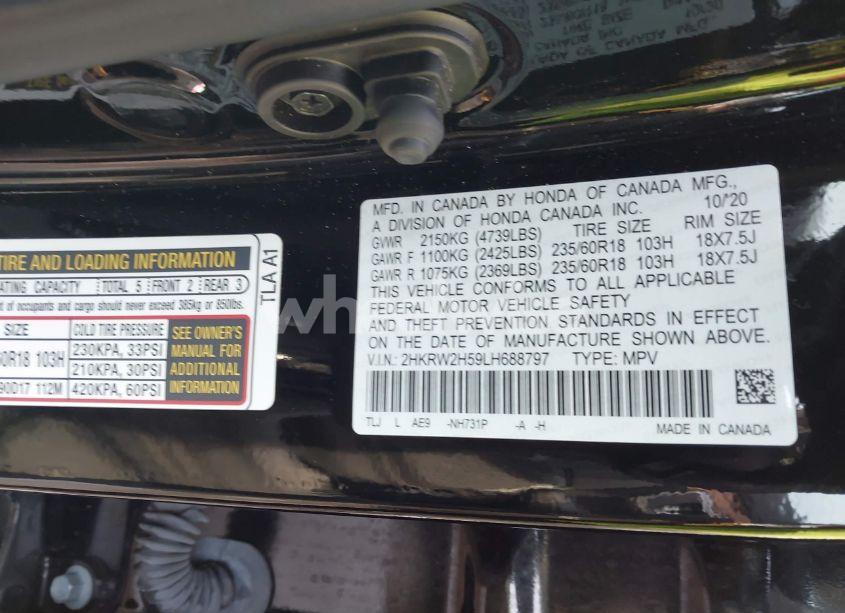 TIRE AND LOADING INFORMATION
ATING CAPACITY TOTAL 5 FRONT 2 REAR 3
of occupants and cargo should never exceed 385kg or 850lbs.
SIZE COLD TIRE PRESSURE
60R18 103H 230KPA, 33PSI
210KPA, 30PSI
90D17 112M 420KPA, 60PSI
SEE OWNER'S
MANUAL FOR
ADDITIONAL
INFORMATION
TLA A1
MFD. IN CANADA BY HONDA OF CANADA MFG.,
A DIVISION OF HONDA CANADA INC. 10/20
GVWR 2150KG (4739LBS) TIRE SIZE RIM SIZE
GAWR F 1100KG (2425LBS) 235/60R18 103H 18X7.5J
GAWR R 1075KG (2369LBS) 235/60R18 103H 18X7.5J
THIS VEHICLE CONFORMS TO ALL APPLICABLE
FEDERAL MOTOR VEHICLE SAFETY
AND THEFT PREVENTION STANDARDS IN EFFECT
ON THE DATE OF MANUFACTURE SHOWN ABOVE.
V.I.N.: 2HKRW2H59LH688797 TYPE: MPV
TLJ L AE9 -NH731P -A -H
MADE IN CANADA